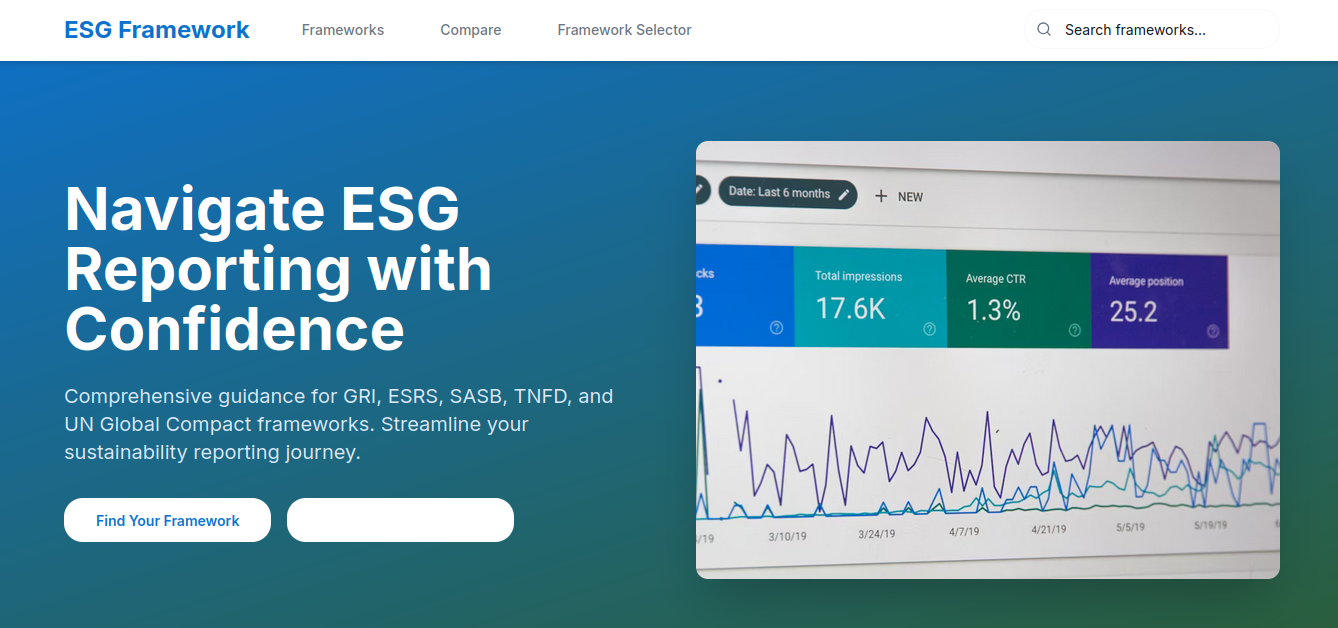 ESG Framework
Frameworks
Compare
Framework Selector
Search frameworks...
Navigate ESG
Reporting with
Confidence
Comprehensive guidance for GRI, ESRS, SASB, TNFD, and
UN Global Compact frameworks. Streamline your
sustainability reporting journey.
Find Your Framework
Date: Last 6 months
+ NEW
cks
Total impressions
Average CTR
Average position
3
17.6K
1.3%
25.2
/19
3/10/19
3/24/19
4/7/19
4/21/19
5/5/19
5/19/19